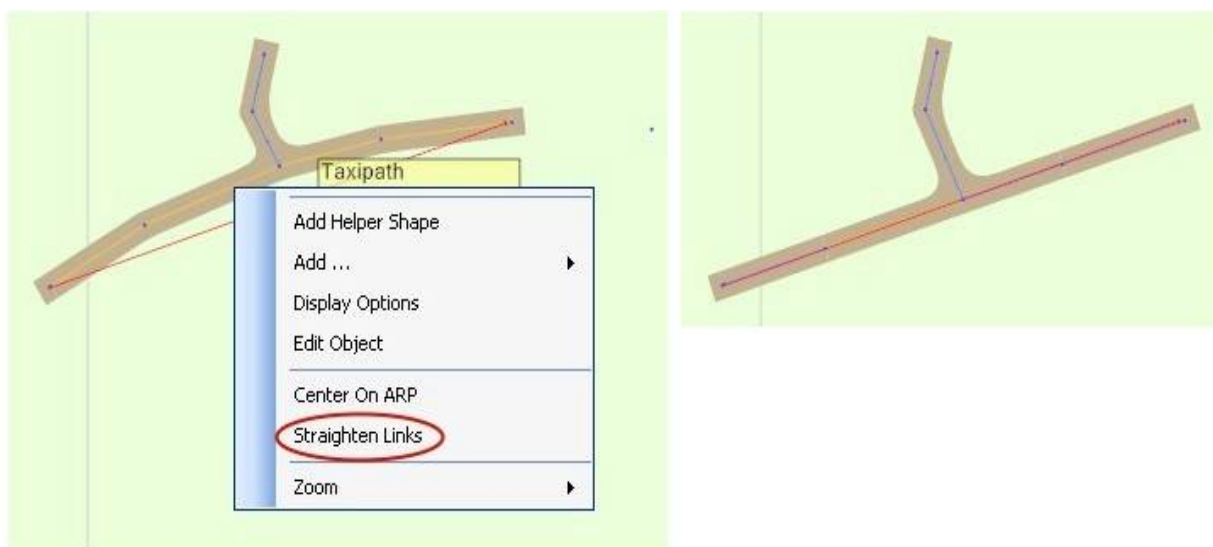 Taxipath
Add Helper Shape
Add ...
Display Options
Edit Object
Center On ARP
Straighten Links
Zoom